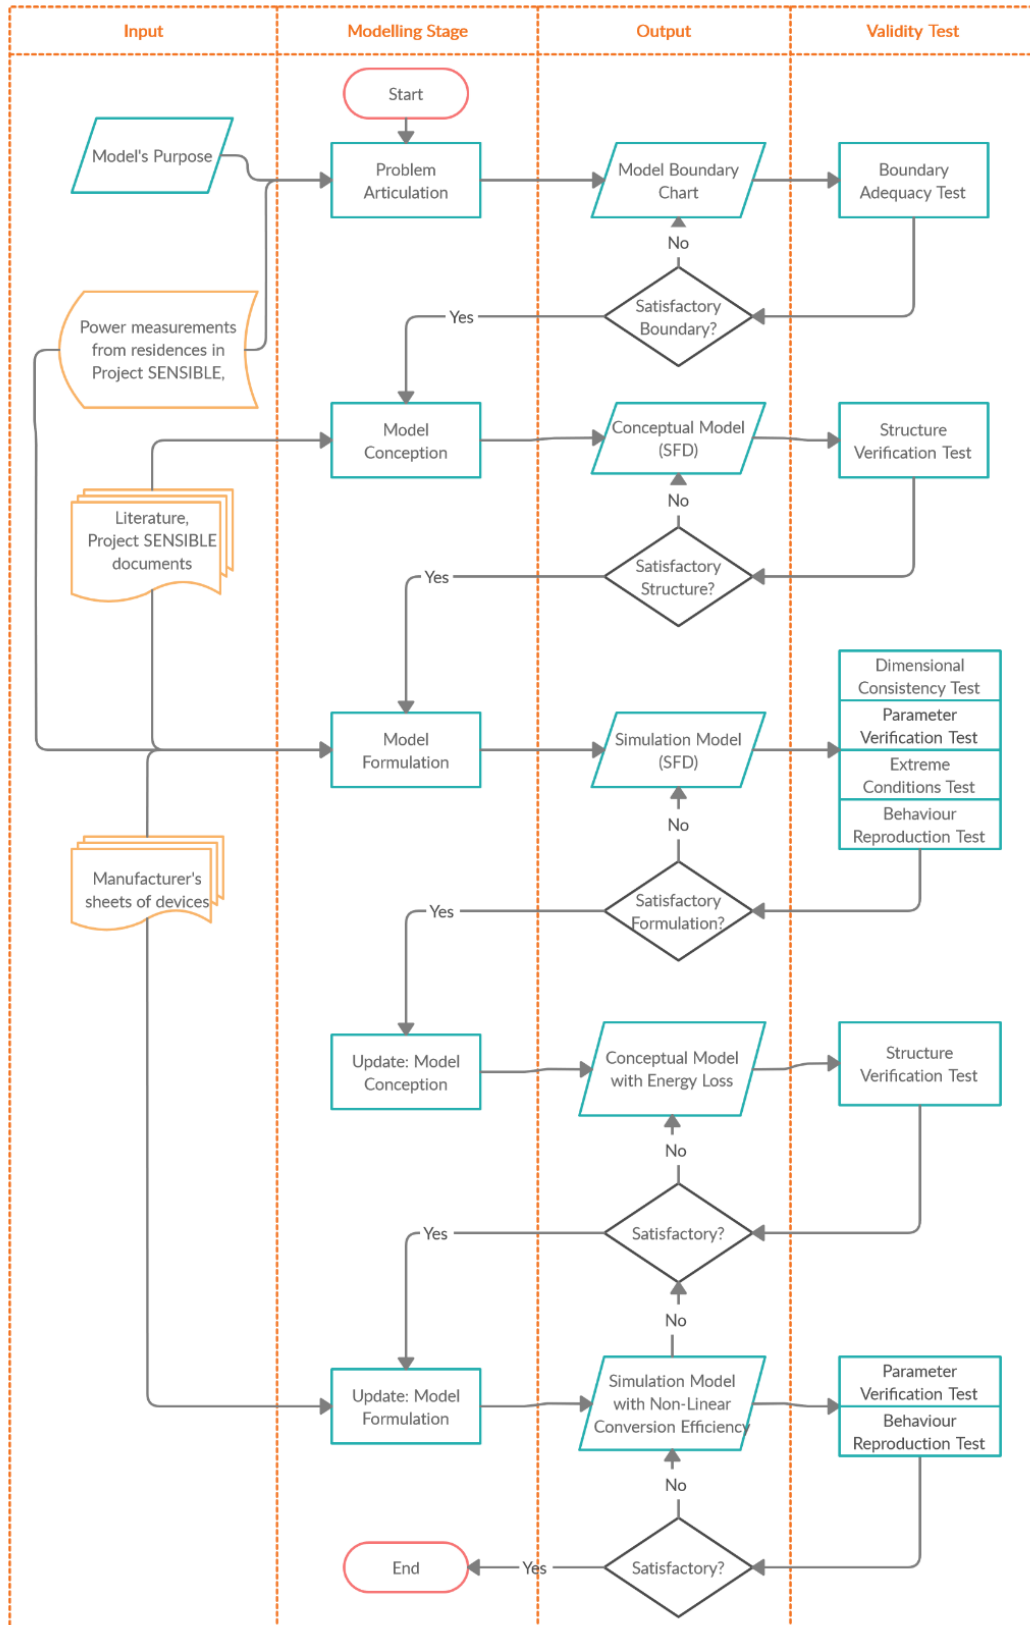 Input
Modelling Stage
Output
Validity Test
Start
Model's Purpose
Problem
Articulation
Model Boundary
Chart
Boundary
Adequacy Test
No
Power measurements
from residences in
Project SENSIBLE,
Satisfactory
Boundary?
Yes
Model
Conception
Conceptual Model
(SFD)
Structure
Verification Test
No
Literature,
Project SENSIBLE
documents
Satisfactory
Structure?
Yes
Model
Formulation
Simulation Model
(SFD)
Dimensional
Consistency Test
Parameter
Verification Test
Extreme
Conditions Test
Behaviour
Reproduction Test
No
Manufacturer's
sheets of devices
Satisfactory
Formulation?
Yes
Update: Model
Conception
Conceptual Model
with Energy Loss
Structure
Verification Test
No
Satisfactory?
Yes
No
Update: Model
Formulation
Simulation Model
with Non-Linear
Conversion Efficiency
Parameter
Verification Test
Behaviour
Reproduction Test
No
Satisfactory?
Yes
End